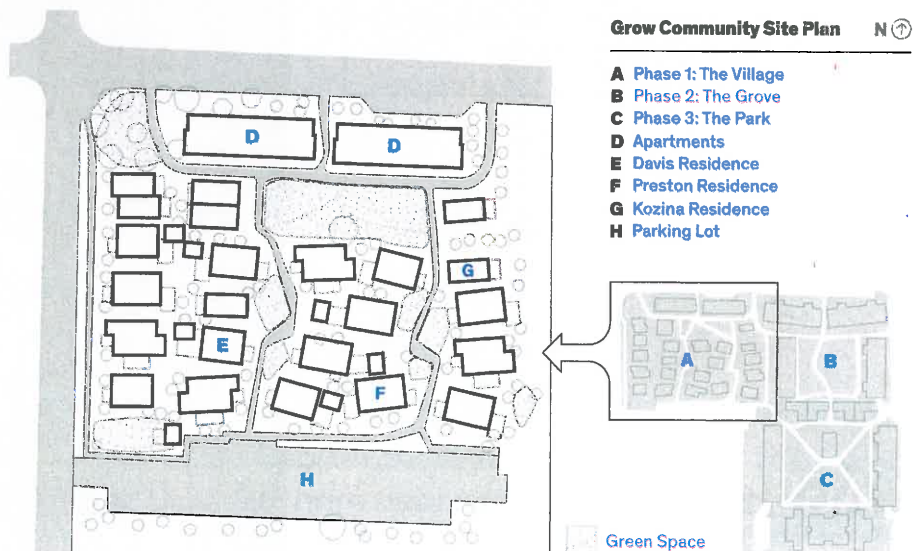 Grow Community Site Plan N
A Phase 1: The Village
B Phase 2: The Grove
C Phase 3: The Park
D Apartments
E Davis Residence
F Preston Residence
G Kozina Residence
H Parking Lot
D
D
G
E
F
H
A
B
C
Green Space